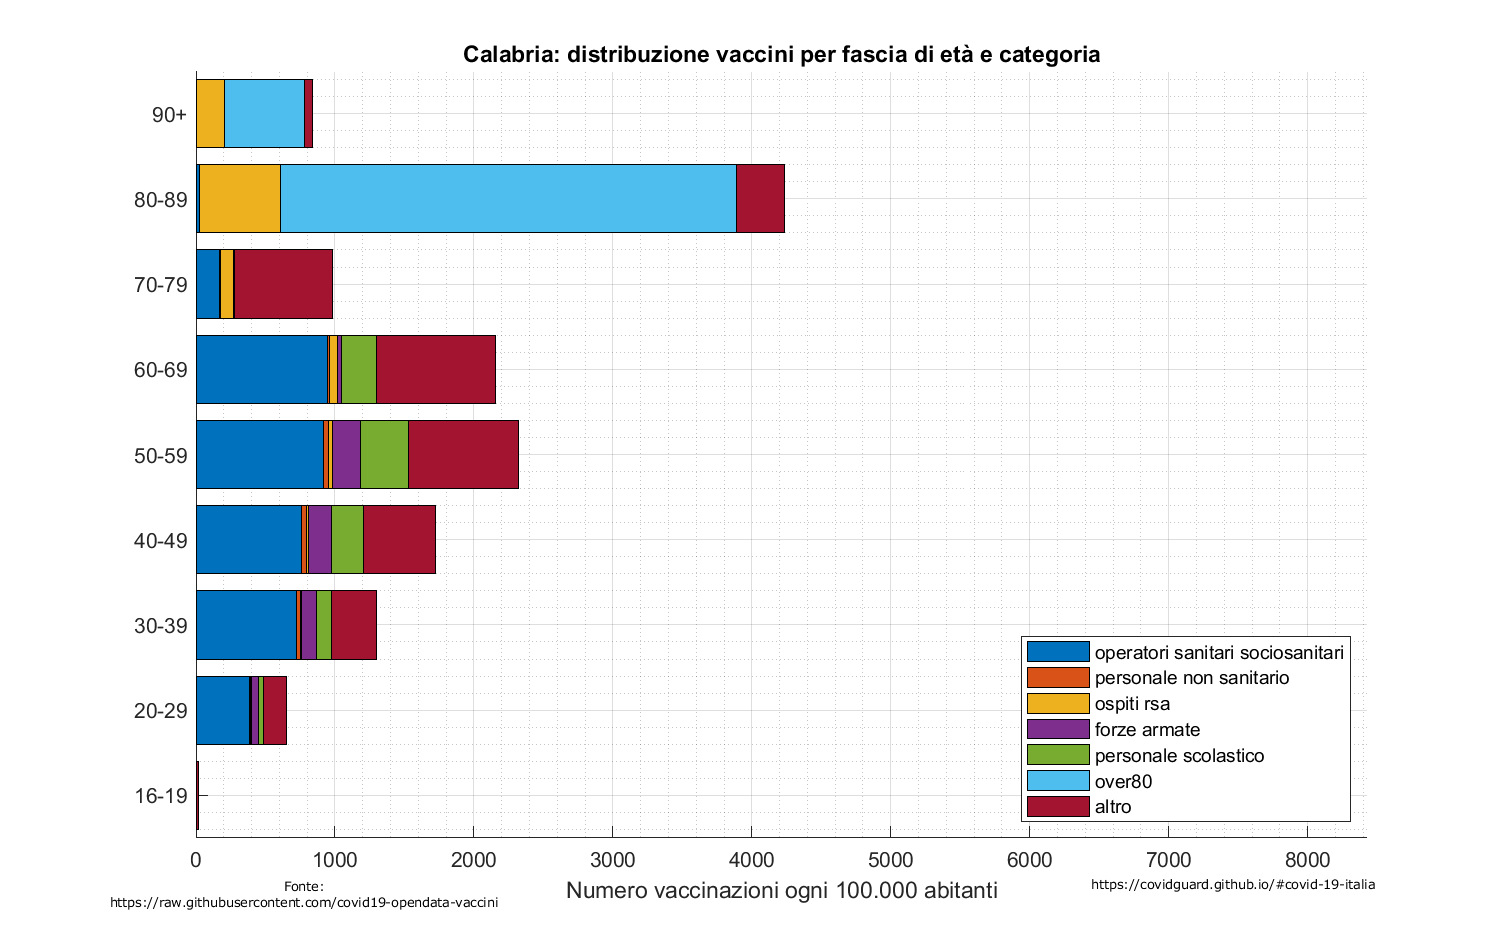 Calabria: distribuzione vaccini per fascia di età e categoria
90+
80-89
70-79
60-69
50-59
40-49
30-39
20-29
16-19
operatori sanitari sociosanitari
personale non sanitario
ospiti rsa
forze armate
personale scolastico
over80
altro
0 1000 2000 3000 4000 5000 6000 7000 8000
Numero vaccinazioni ogni 100.000 abitanti
Fonte:
https://raw.githubusercontent.com/covid19-opendata-vaccini
https://covidguard.github.io/#covid-19-italia